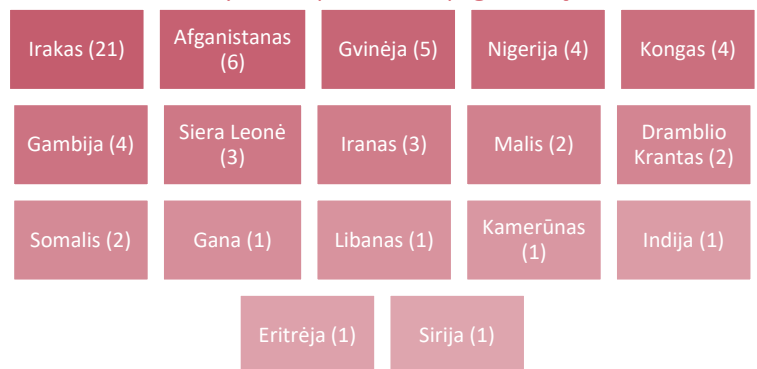 Irakas (21)
Afganistanas
(6)
Gvinėja (5)
Nigerija (4)
Kongas (4)
Gambija (4)
Siera Leonė
(3)
Iranas (3)
Malis (2)
Dramblio
Krantas (2)
Somalis (2)
Gana (1)
Libanas (1)
Kamerūnas
(1)
Indija (1)
Eritrėja (1)
Sirija (1)